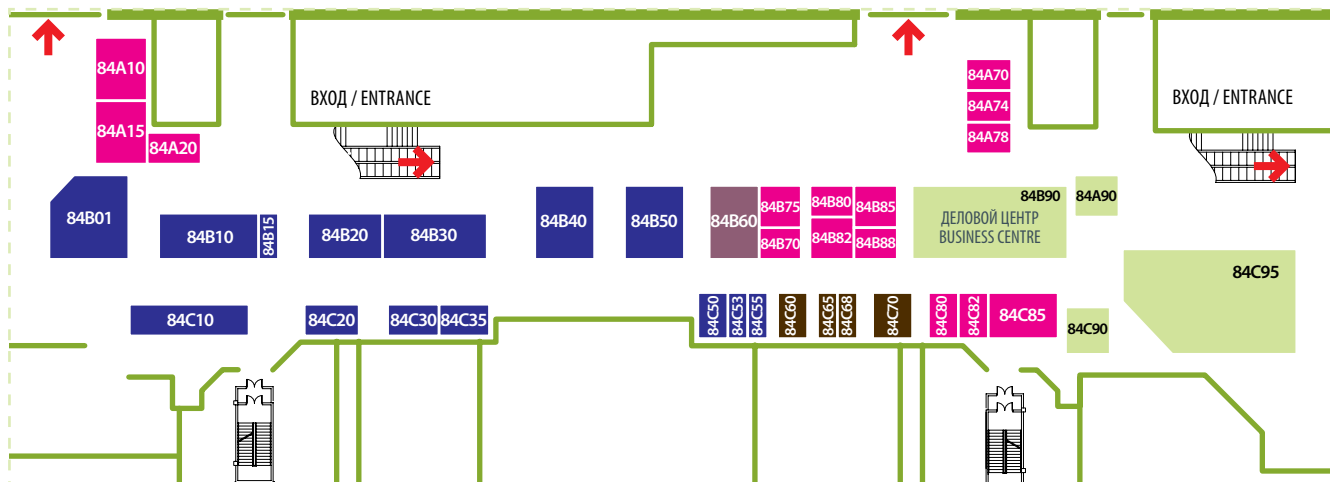 84A10
84A15
84A20
ВХОД / ENTRANCE
84A70
84A74
84A78
ВХОД / ENTRANCE
84B01
84B10
84B15
84B20
84B30
84B40
84B50
84B60
84B75
84B70
84B80
84B82
84B85
84B88
84B90
ДЕЛОВОЙ ЦЕНТР
BUSINESS CENTRE
84A90
84C10
84C20
84C30
84C35
84C50
84C53
84C55
84C60
84C65
84C68
84C70
84C80
84C82
84C85
84C90
84C95